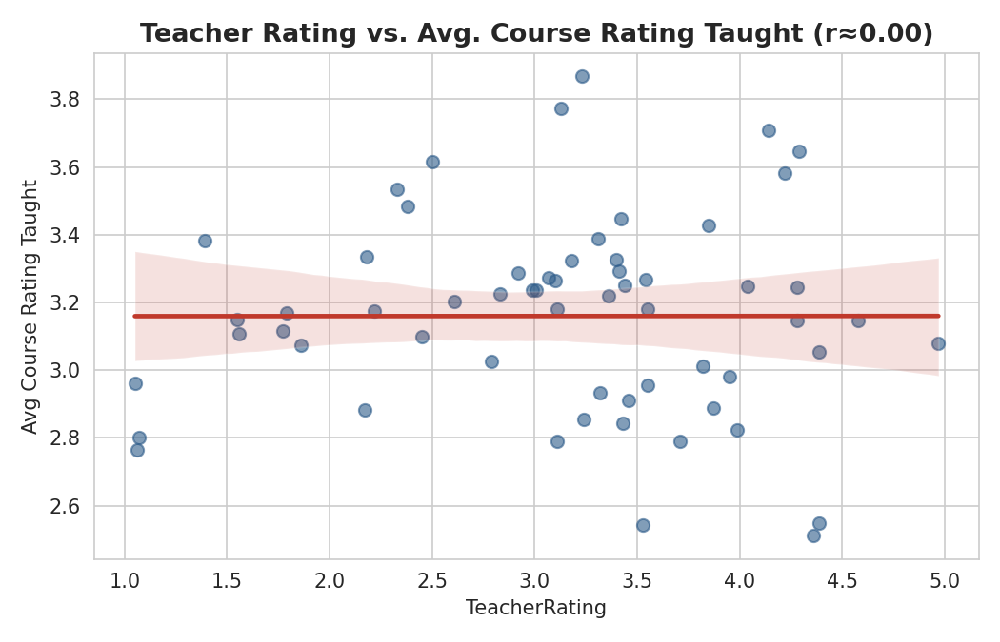 Teacher Rating vs. Avg. Course Rating Taught (r≈0.00)
Avg Course Rating Taught
3.8
3.6
3.4
3.2
3.0
2.8
2.6
1.0 1.5 2.0 2.5 3.0 3.5 4.0 4.5 5.0
TeacherRating